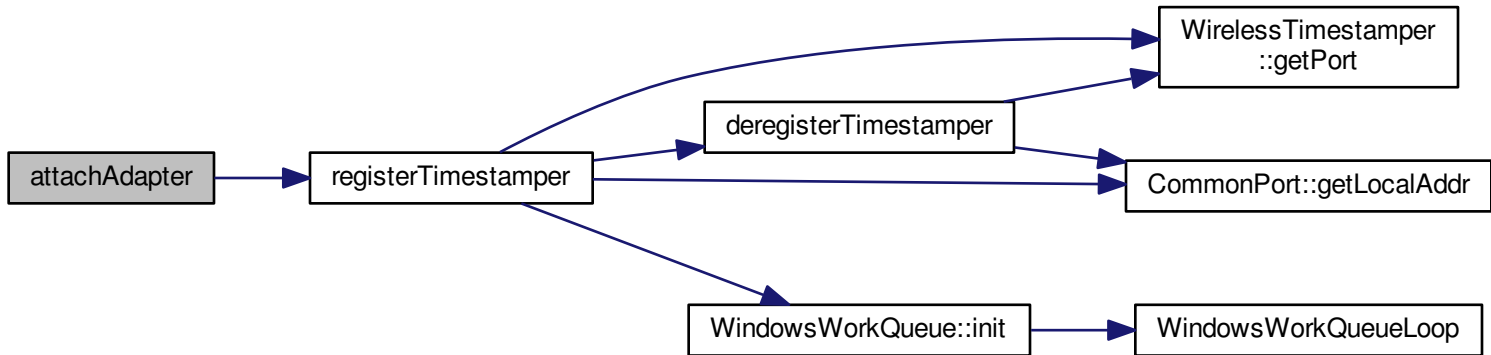 WirelessTimestamper
::getPort
deregisterTimestamper
attachAdapter
registerTimestamper
CommonPort::getLocalAddr
WindowsWorkQueue::init
WindowsWorkQueueLoop